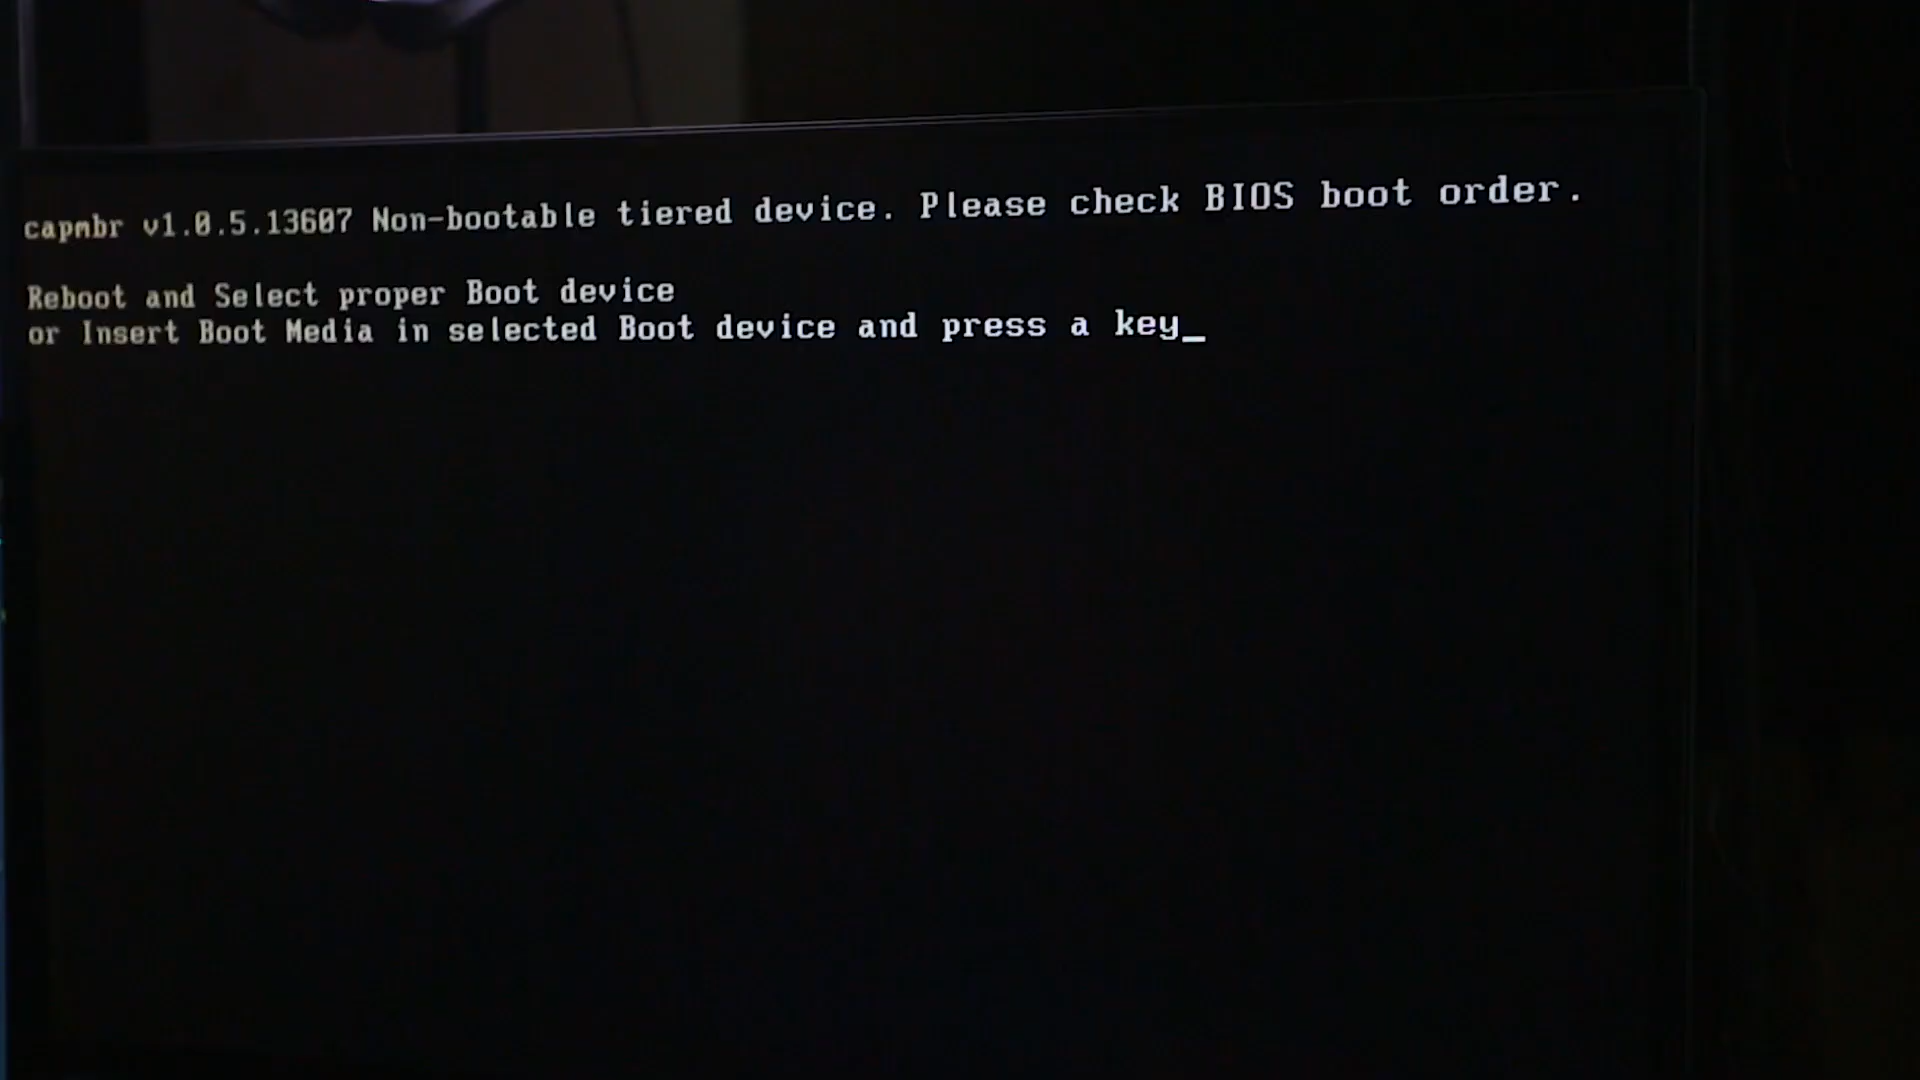 capmbr v1.0.5.13607 Non-bootable tiered device. Please check BIOS boot order.
Reboot and Select proper Boot device
or Insert Boot Media in selected Boot device and press a key_